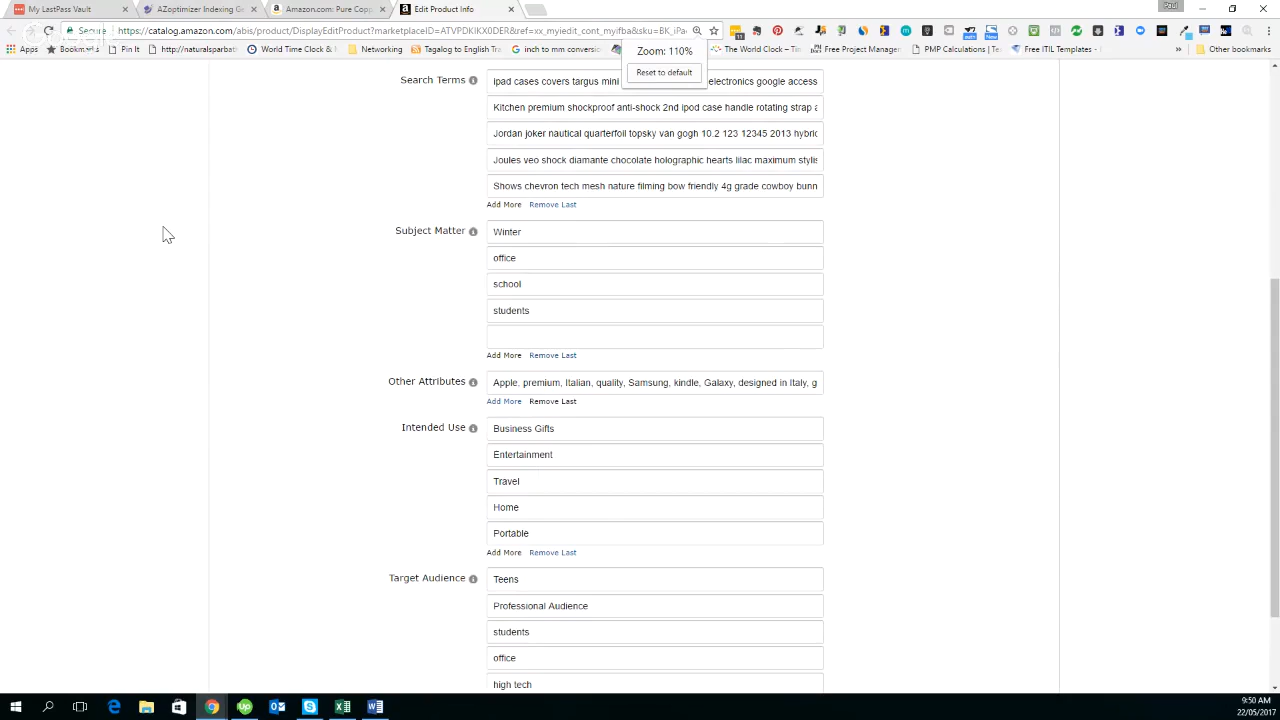 My LastPass Vault
AZoptimizer Indexing Gr
Amazon.com: Pure Copp
Edit Product Info
Paul
Secure
https://catalog.amazon.com/abis/product/DisplayEditProduct?marketplaceID=ATVPDKIKX0DER&ref=xx_myiedit_cont_myifba&sku=BK_iPa
Bookmarks
Pin It
http://naturalsparbat
World Time Clock & M
Networking
Tagalog to English Tra
inch to mm conversio
The World Clock — W
Free Project Manager
PMP Calculations | Te
Free ITIL Templates -
»
Other bookmarks
Zoom: 110%
Reset to default
Search Terms
ipad cases covers targus mini
electronics google access
Kitchen premium shockproof anti-shock 2nd ipod case handle rotating strap a
Jordan joker nautical quarterfoil topsky van gogh 10.2 123 12345 2013 hybric
Joules veo shock diamante chocolate holographic hearts lilac maximum stylis
Shows chevron tech mesh nature filming bow friendly 4g grade cowboy bunn
Add More Remove Last
Subject Matter
Winter
office
school
students
Add More Remove Last
Other Attributes
Apple, premium, Italian, quality, Samsung, kindle, Galaxy, designed in Italy, g
Add More Remove Last
Intended Use
Business Gifts
Entertainment
Travel
Home
Portable
Add More Remove Last
Target Audience
Teens
Professional Audience
students
office
high tech
9:50 AM
22/05/2017